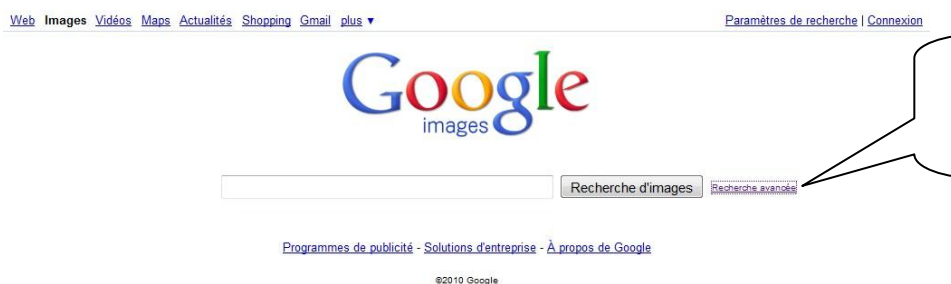 Web Images Vidéos Maps Actualités Shopping Gmail plus ▼ Paramètres de recherche | Connexion
Google
images
Recherche d'images Recherche avancée
Programmes de publicité - Solutions d'entreprise - À propos de Google
©2010 Google